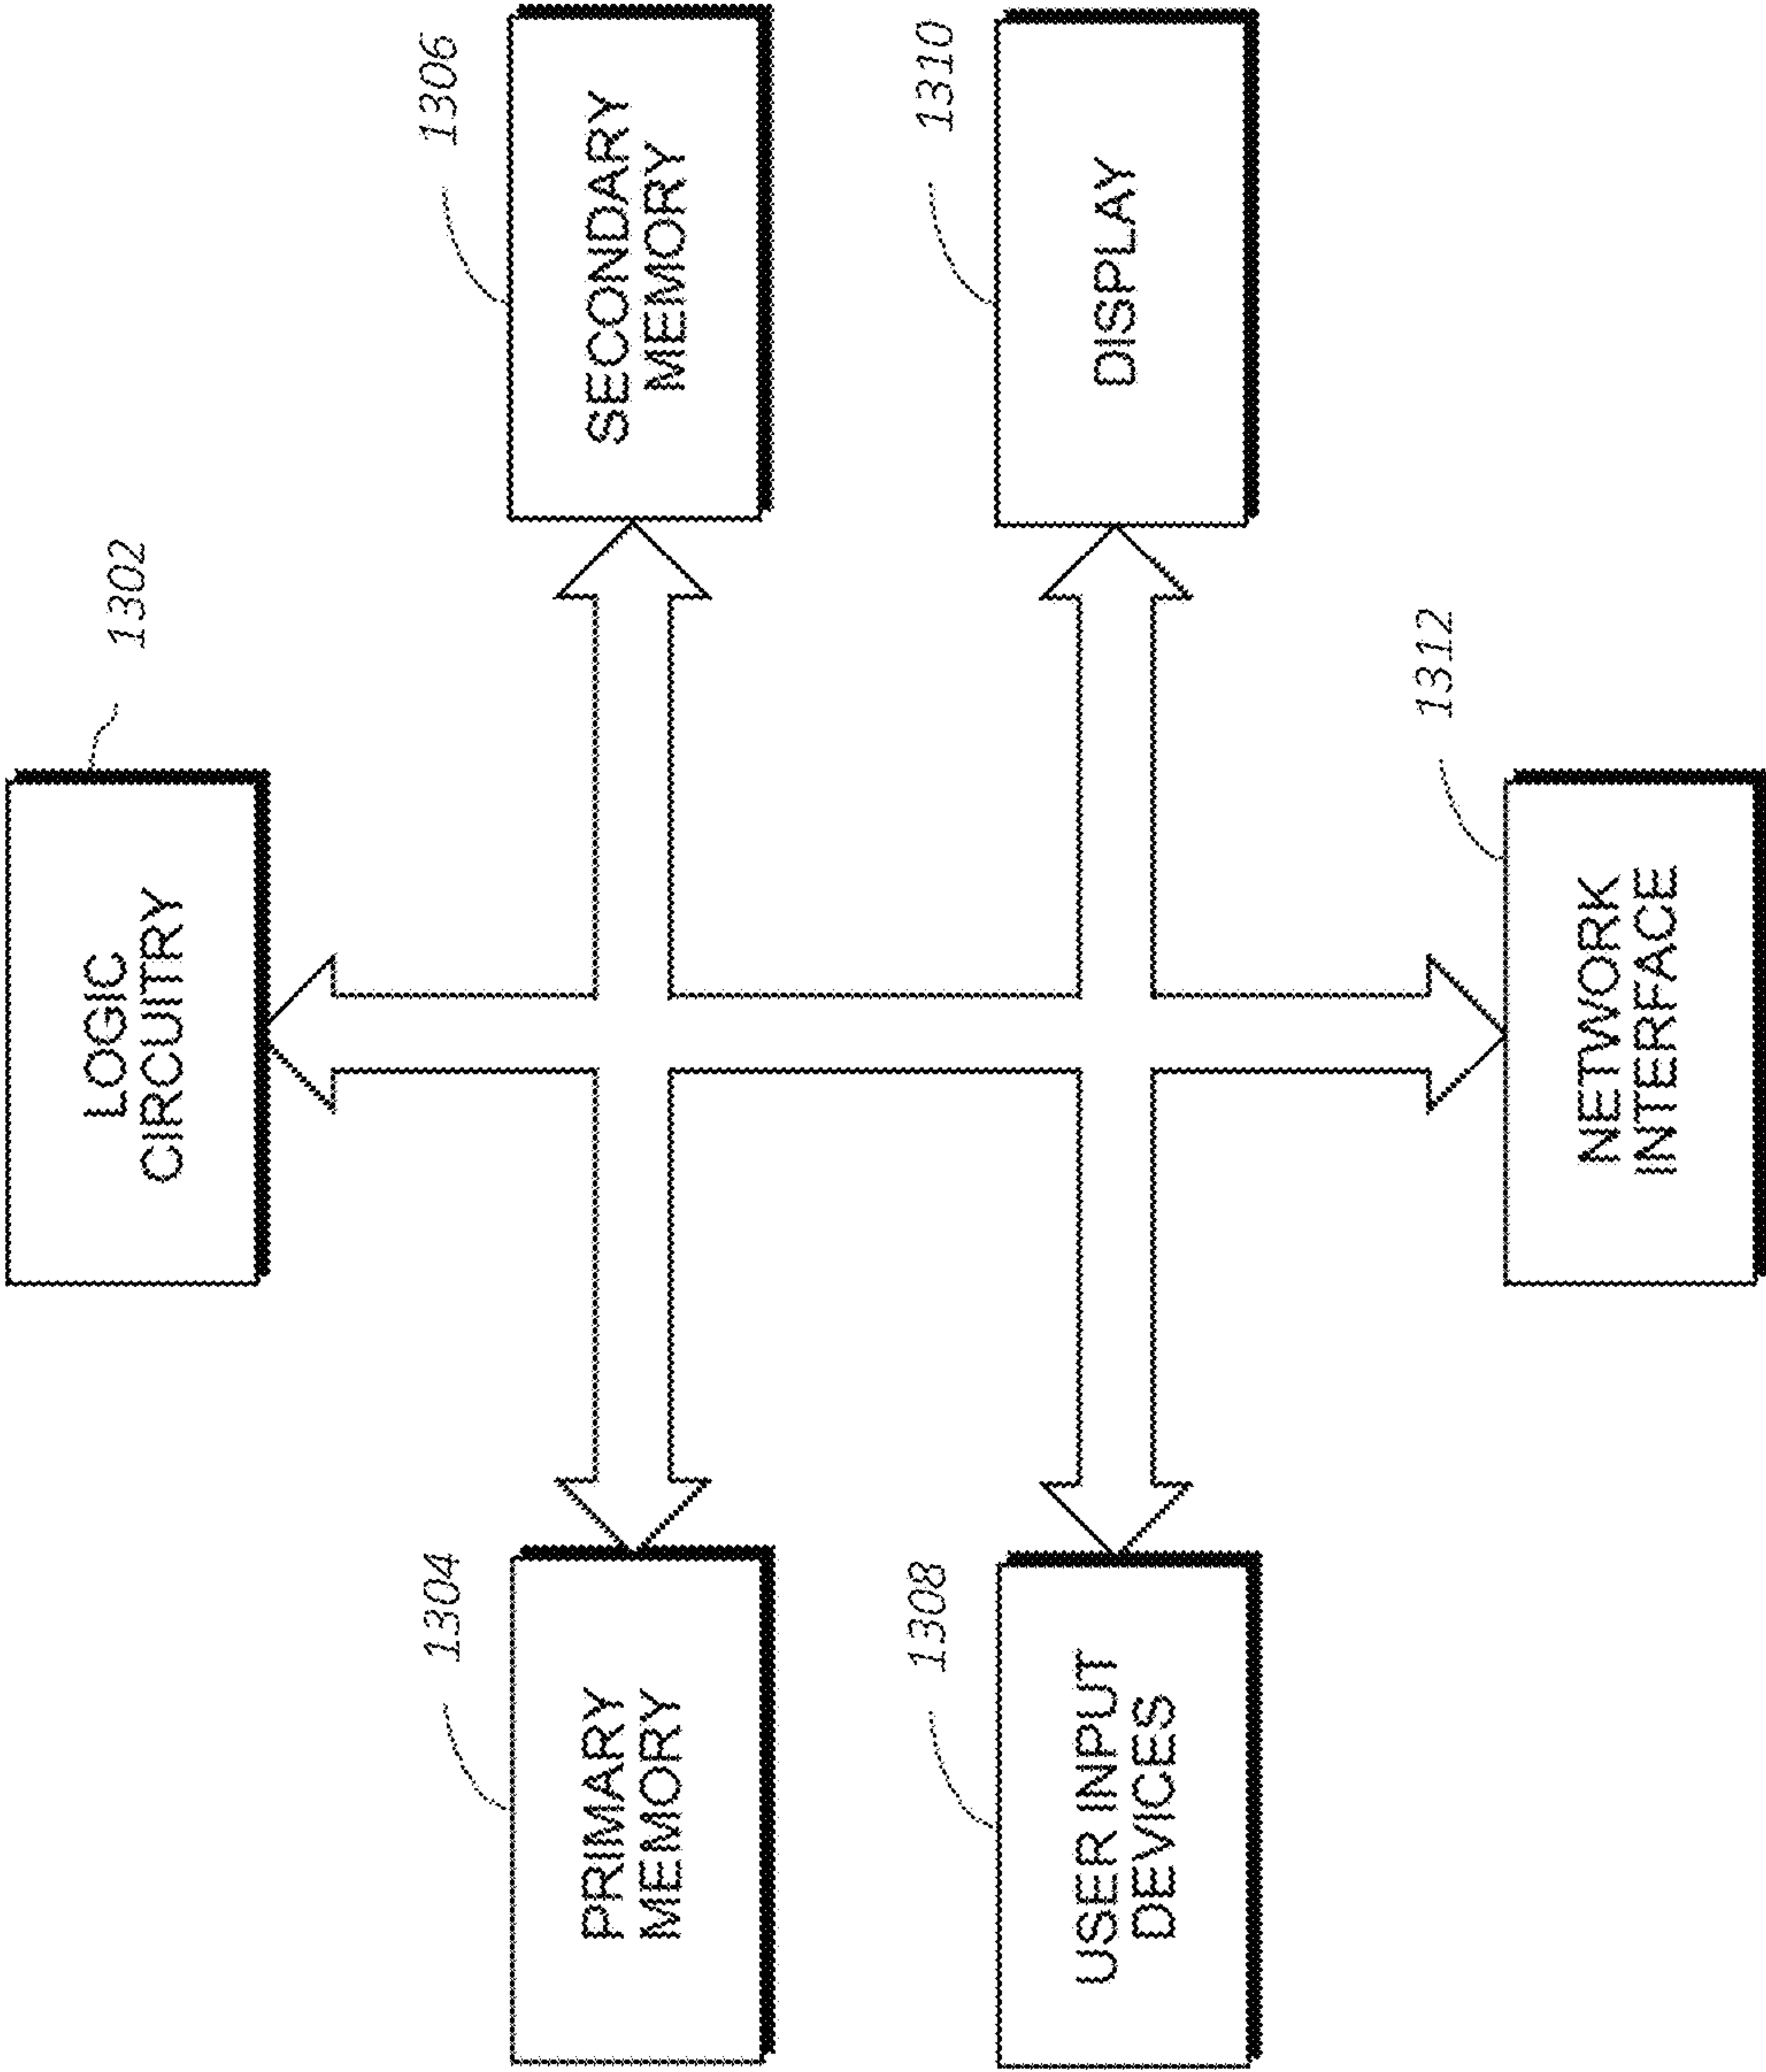 LOGIC
CIRCUITRY
1302
1304
PRIMARY
MEMORY
1306
SECONDARY
MEMORY
1308
USER INPUT
DEVICES
1310
DISPLAY
1312
NETWORK
INTERFACE